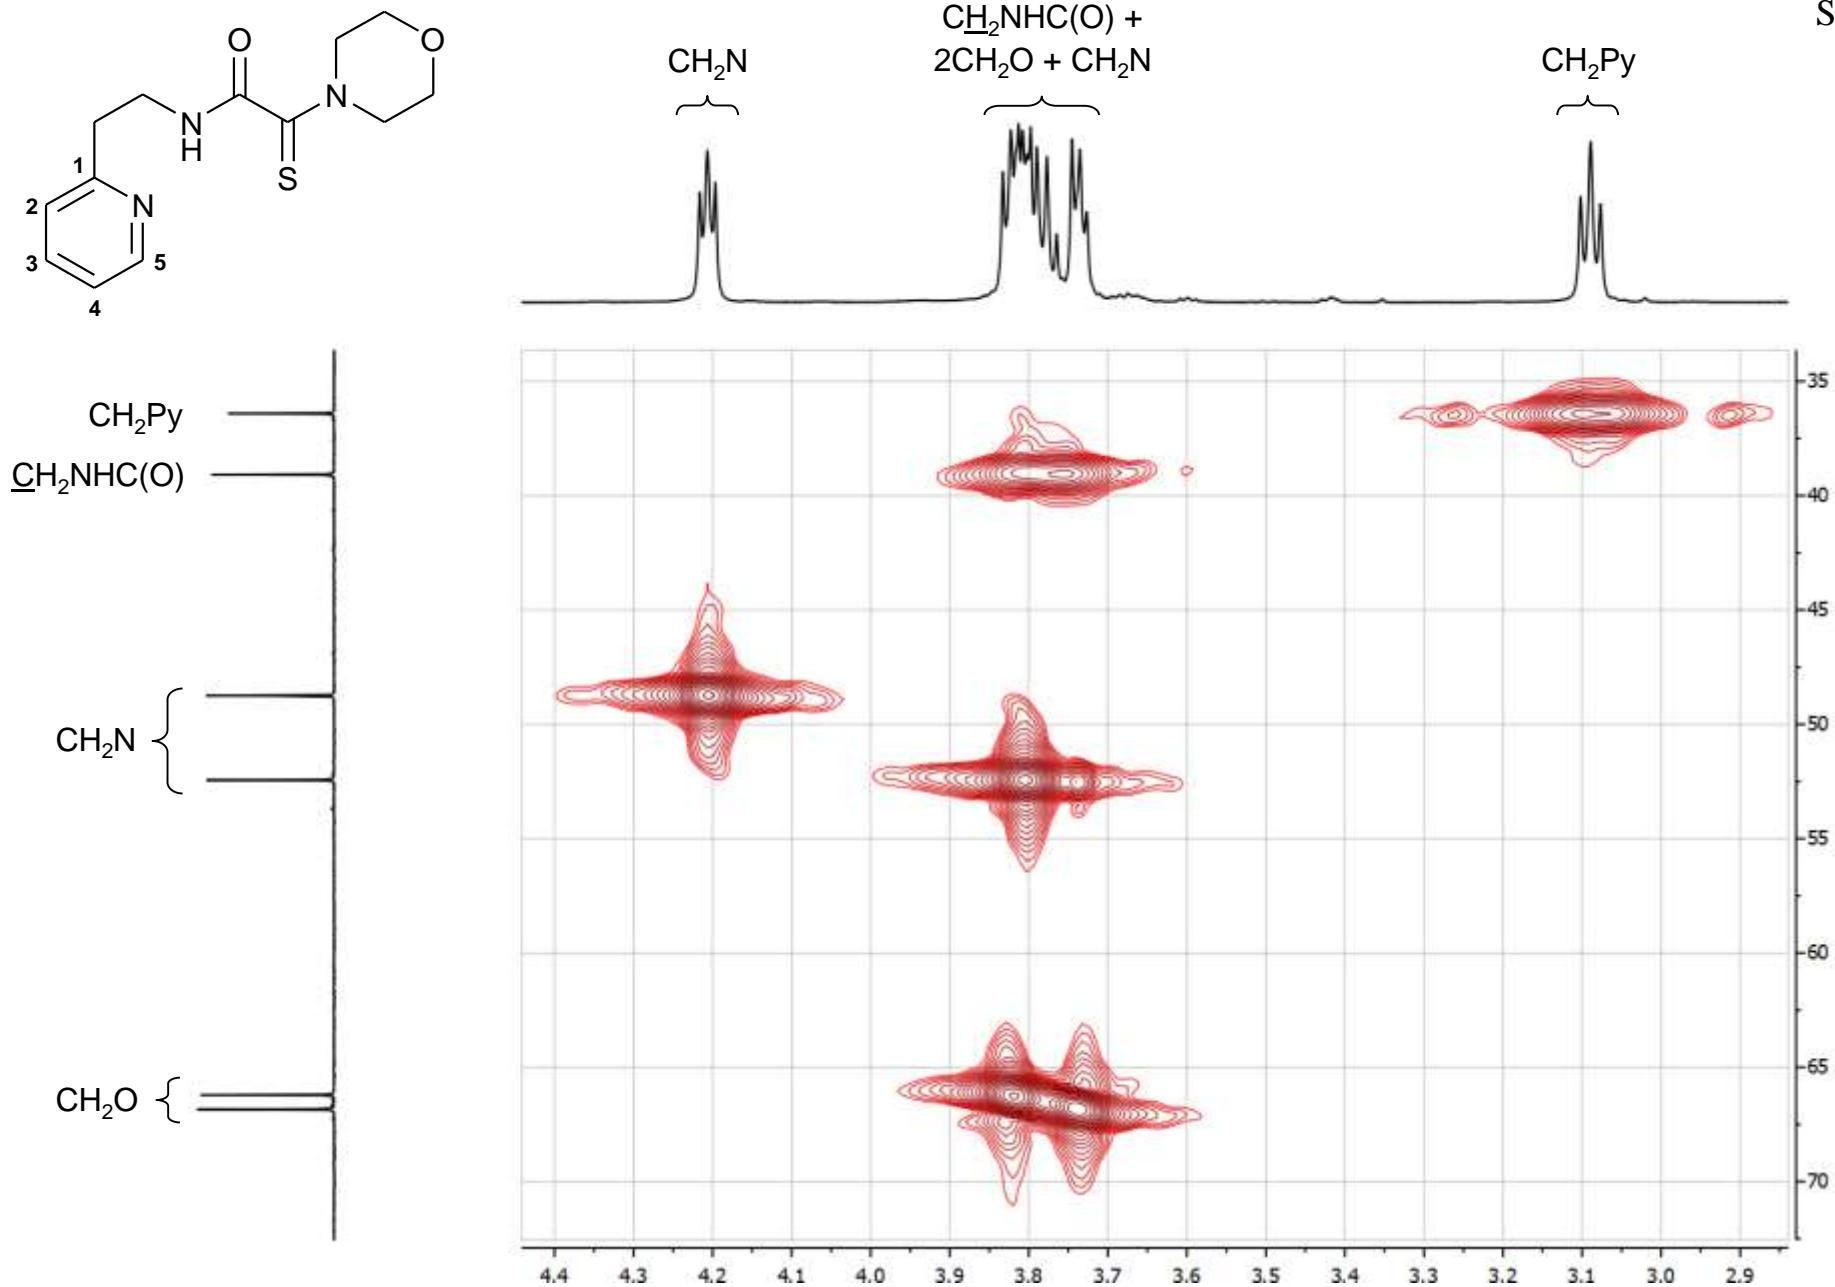 S
CH2NHC(O) +
2CH2O + CH2N
CH2N
CH2Py
O
O
N
N
H
S
1
2
N
3
5
4
CH2Py
CH2NHC(O)
CH2N
CH2O
35
40
45
50
55
60
65
70
4.4 4.3 4.2 4.1 4.0 3.9 3.8 3.7 3.6 3.5 3.4 3.3 3.2 3.1 3.0 2.9